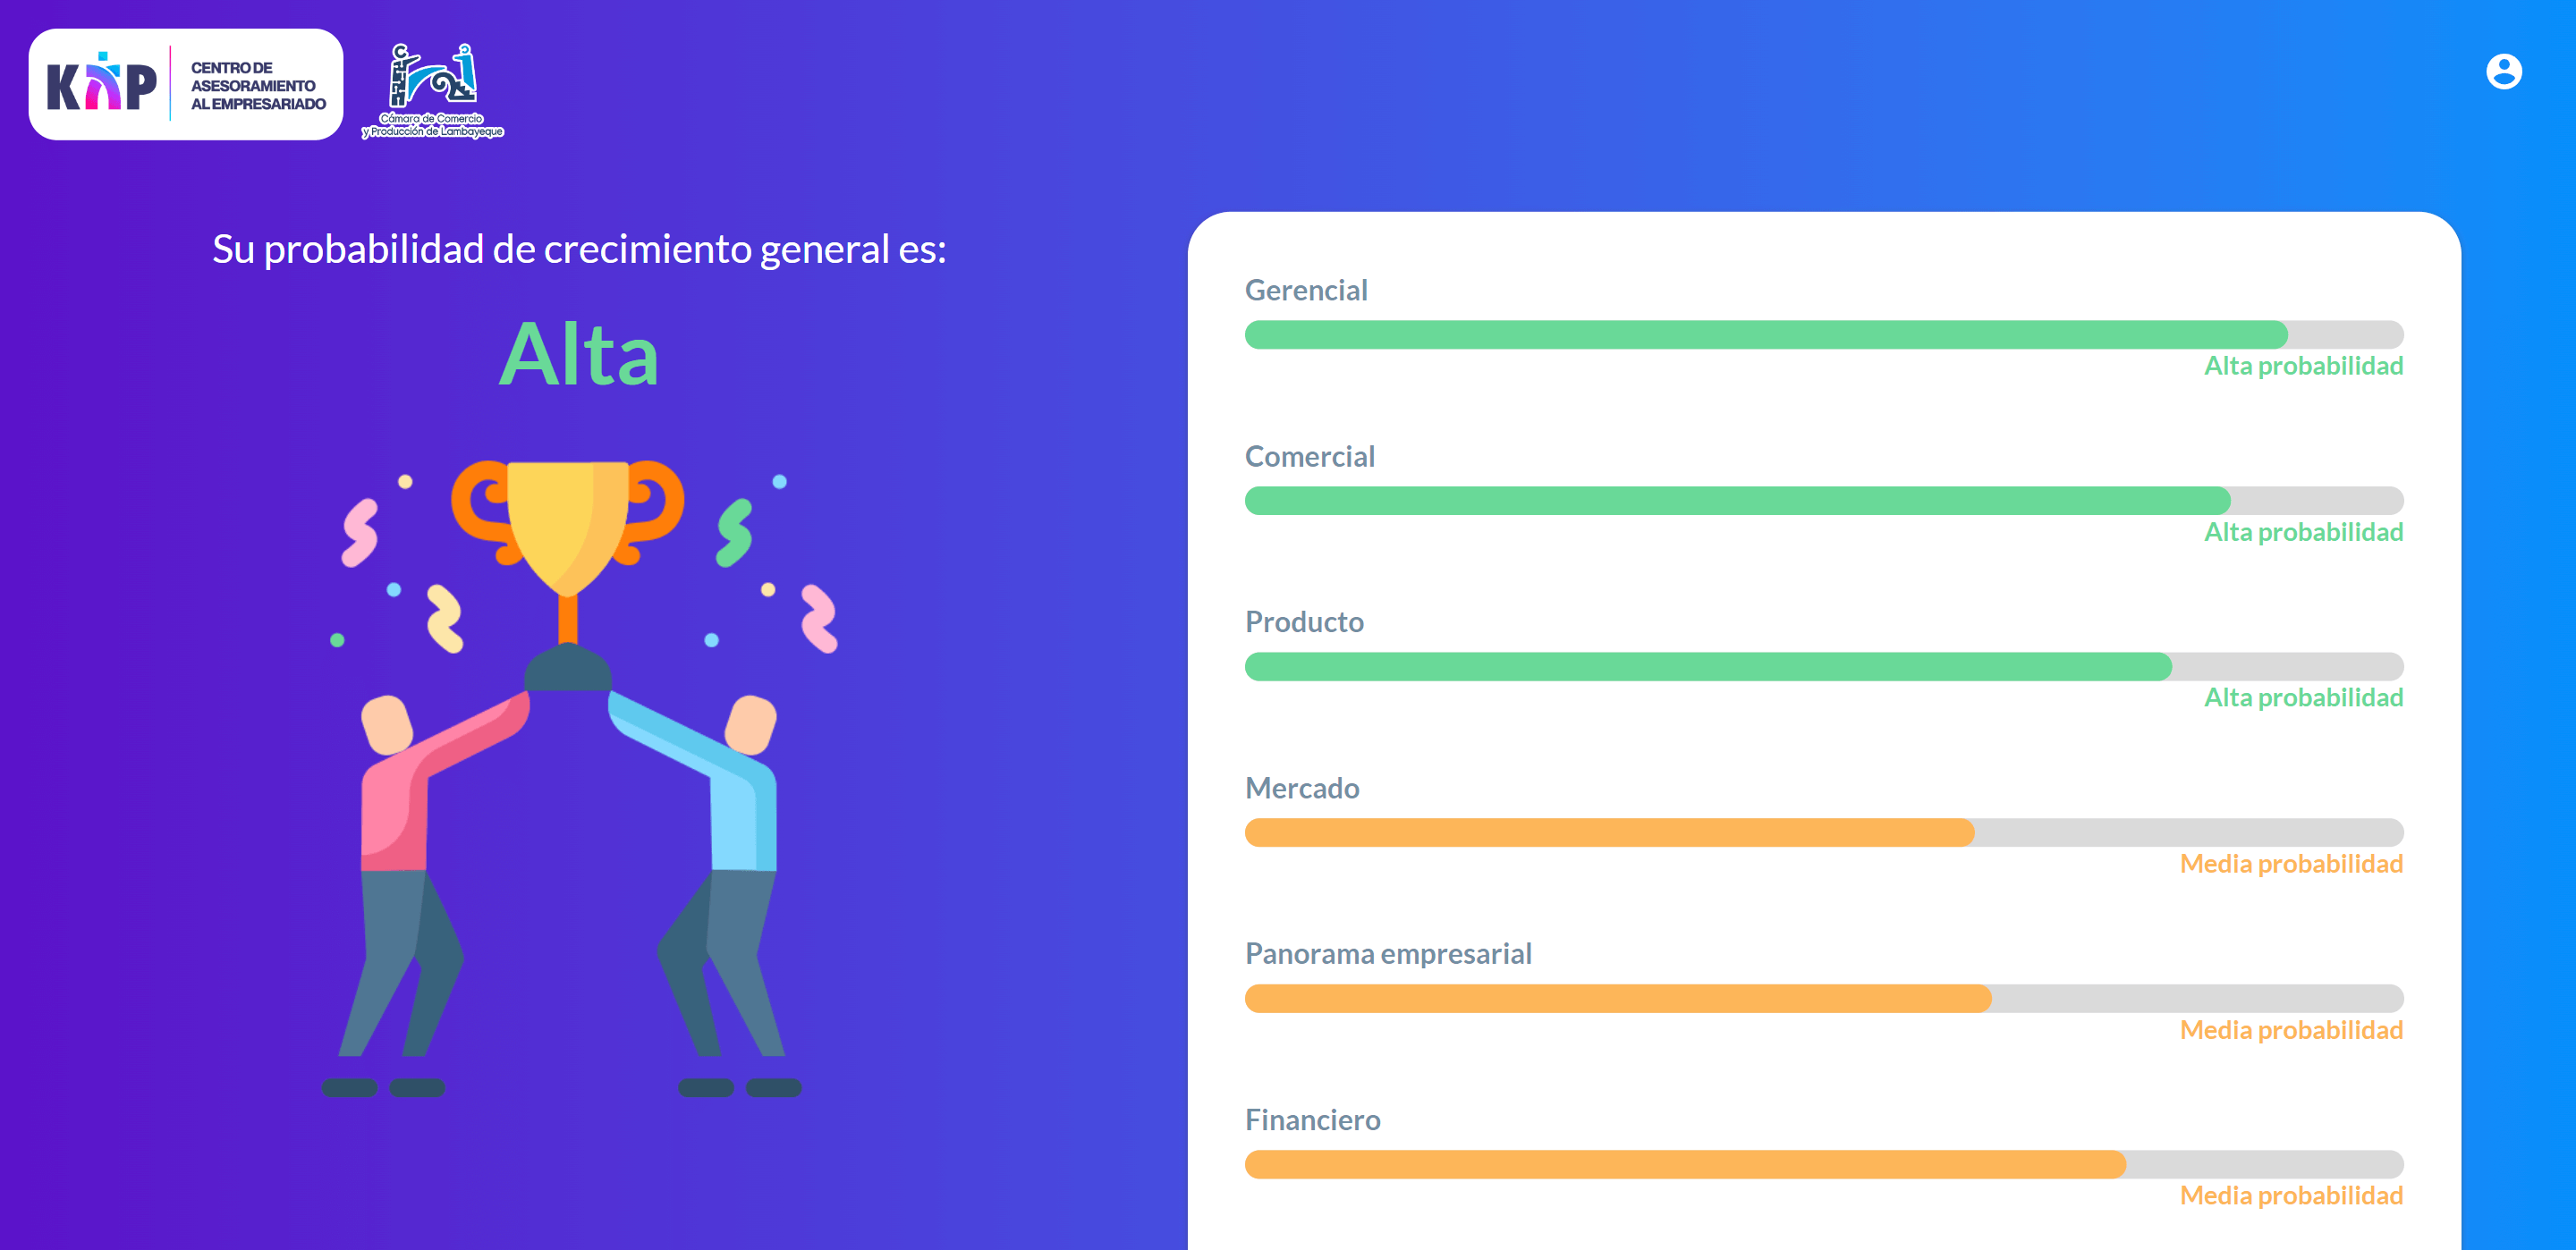 KAP
CENTRO DE
ASESORAMIENTO
AL EMPRESARIADO
Cámara de Comercio
y Producción de Lambayeque
Su probabilidad de crecimiento general es:
Alta
Gerencial
Alta probabilidad
Comercial
Alta probabilidad
Producto
Alta probabilidad
Mercado
Media probabilidad
Panorama empresarial
Media probabilidad
Financiero
Media probabilidad